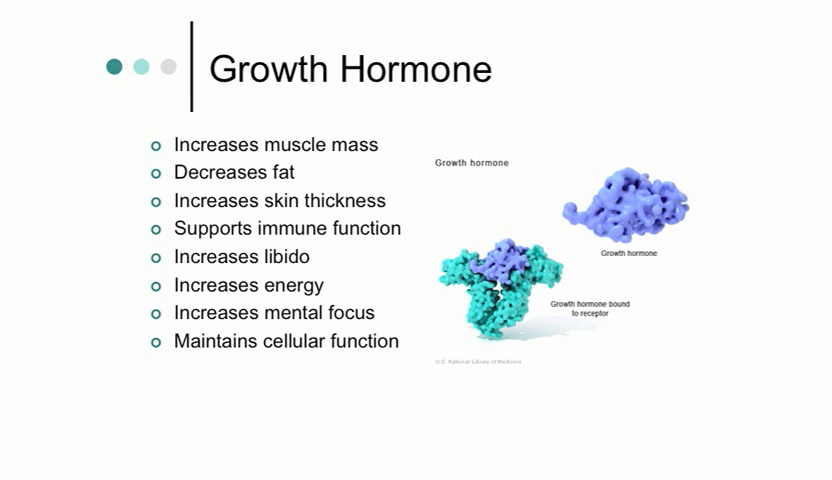 Growth Hormone
Increases muscle mass
Decreases fat
Increases skin thickness
Supports immune function
Increases libido
Increases energy
Increases mental focus
Maintains cellular function
Growth hormone
Growth hormone
Growth hormone bound
to receptor
U.S. National Library of Medicine